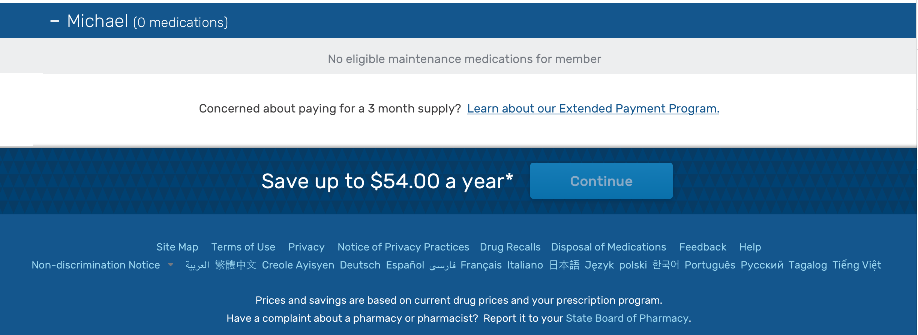 – Michael (0 medications)
No eligible maintenance medications for member
Concerned about paying for a 3 month supply? Learn about our Extended Payment Program.
Save up to $54.00 a year* Continue
Site Map Terms of Use Privacy Notice of Privacy Practices Drug Recalls Disposal of Medications Feedback Help
Non-discrimination Notice العربية 繁體中文 Creole Ayisyen Deutsch Español فارسی Français Italiano 日本語 Język polski 한국어 Português Русский Tagalog Tiếng Việt
Prices and savings are based on current drug prices and your prescription program.
Have a complaint about a pharmacy or pharmacist? Report it to your State Board of Pharmacy.